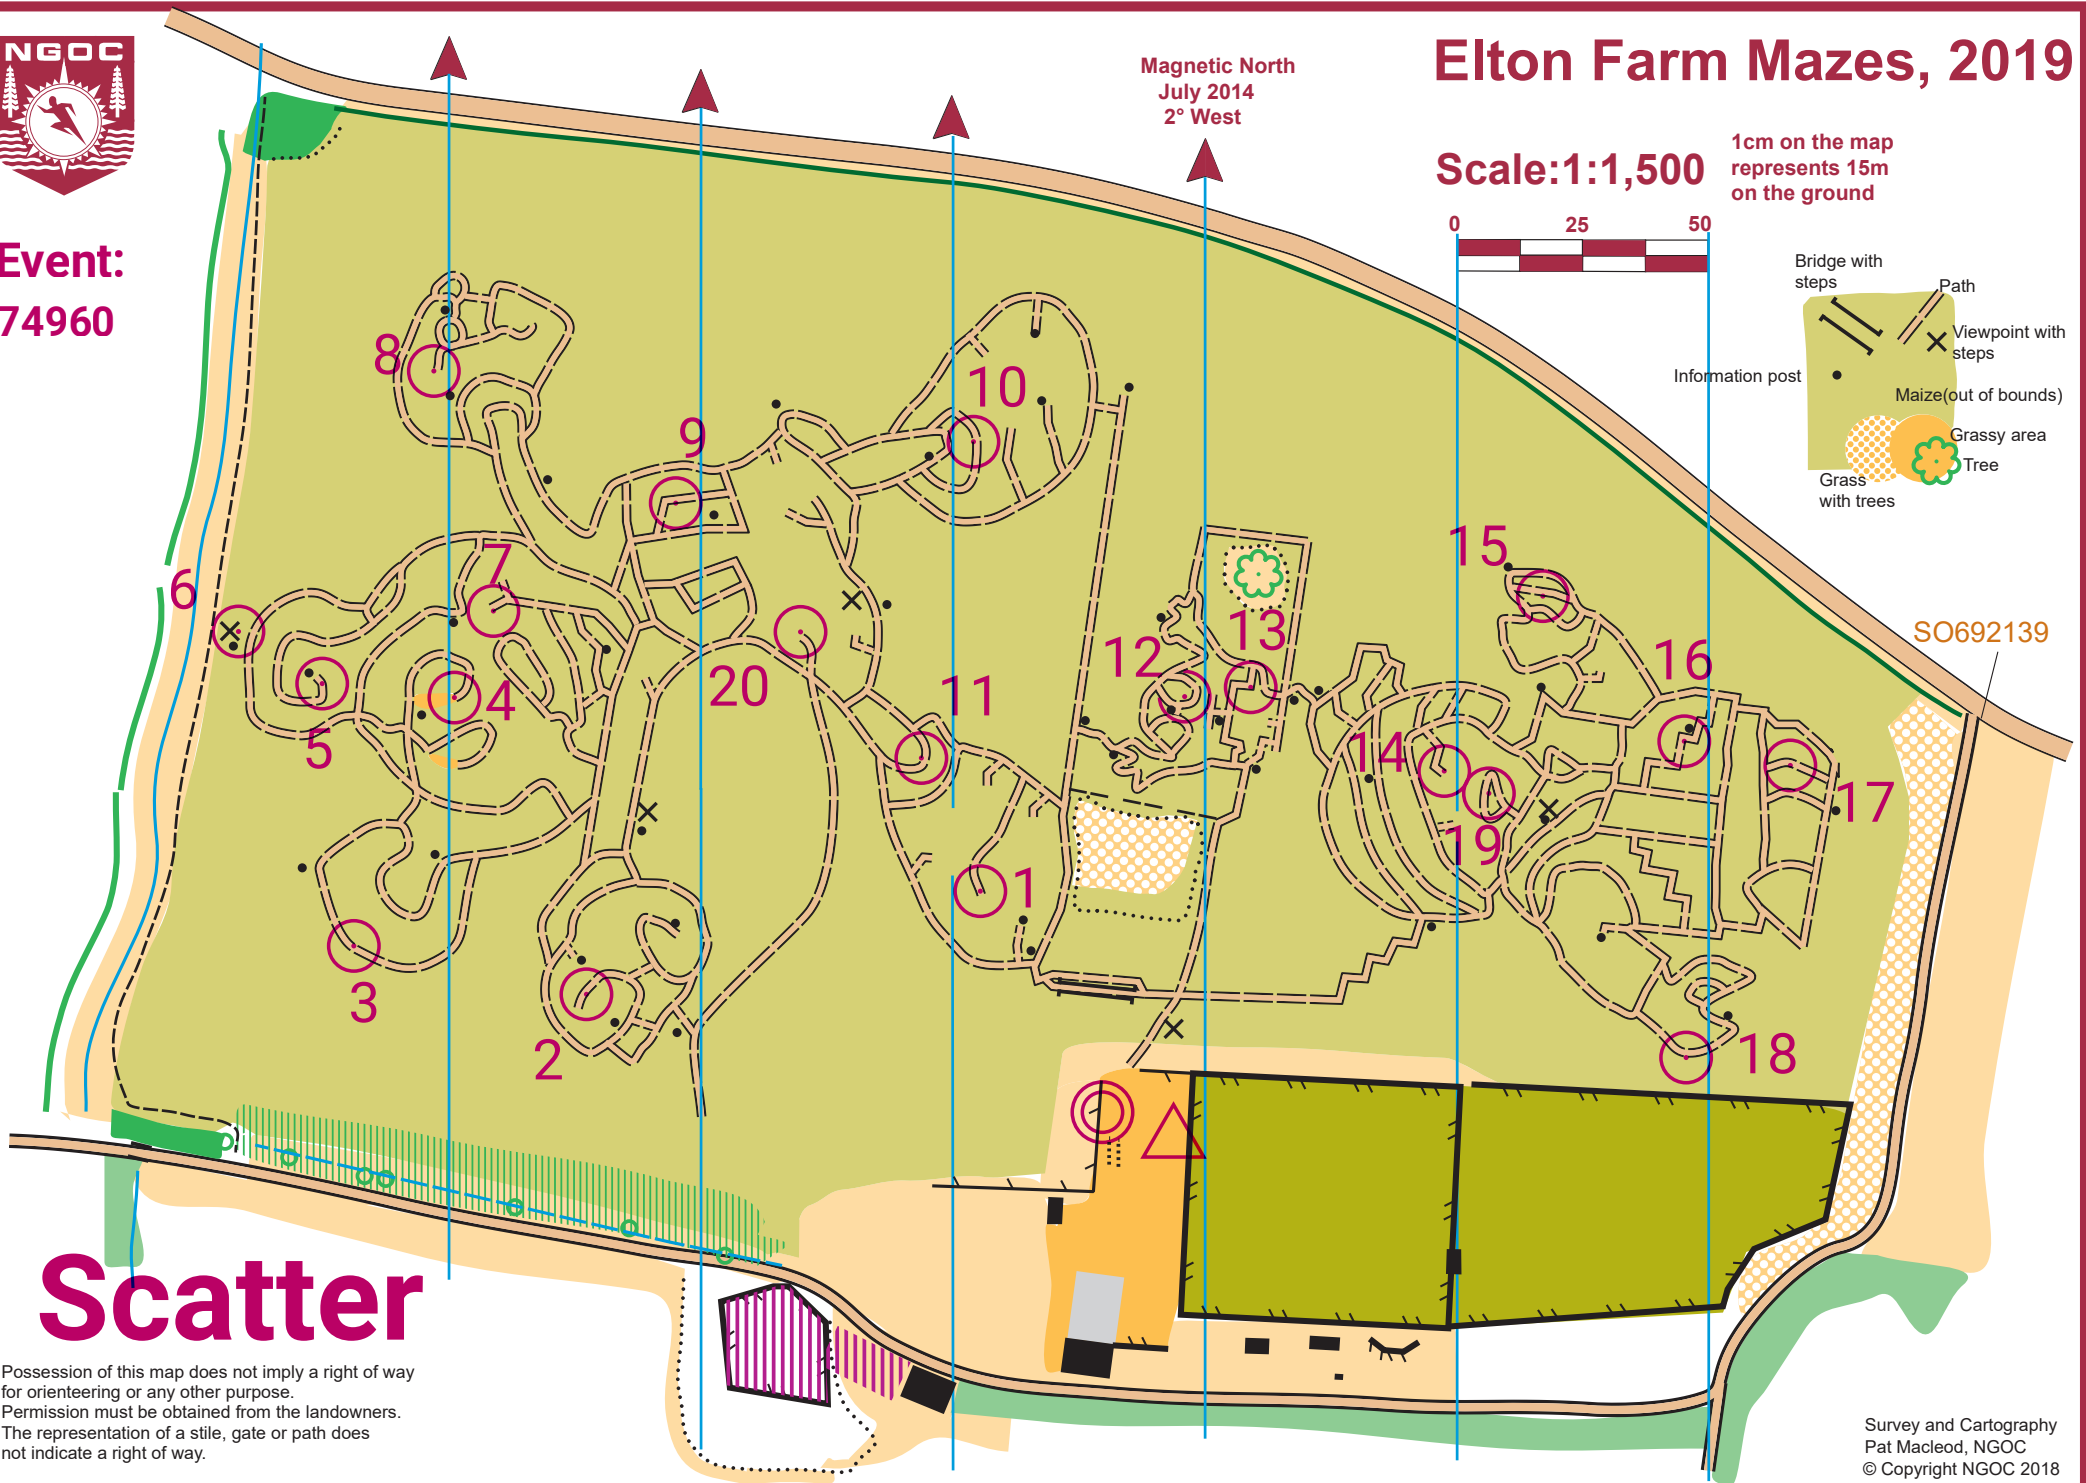 NGOC
Elton Farm Mazes, 2019
Magnetic North
July 2014
2° West
Scale:1:1,500
1cm on the map
represents 15m
on the ground
0 25 50
Event:
74960
Bridge with
steps
Path
Viewpoint with
steps
Information post
Maize(out of bounds)
Grassy area
Tree
Grass
with trees
8
10
9
15
7
6
SO692139
13
12
16
20
11
4
5
14
17
19
1
3
2
18
Scatter
Possession of this map does not imply a right of way
for orienteering or any other purpose.
Permission must be obtained from the landowners.
The representation of a stile, gate or path does
not indicate a right of way.
Survey and Cartography
Pat Macleod, NGOC
© Copyright NGOC 2018